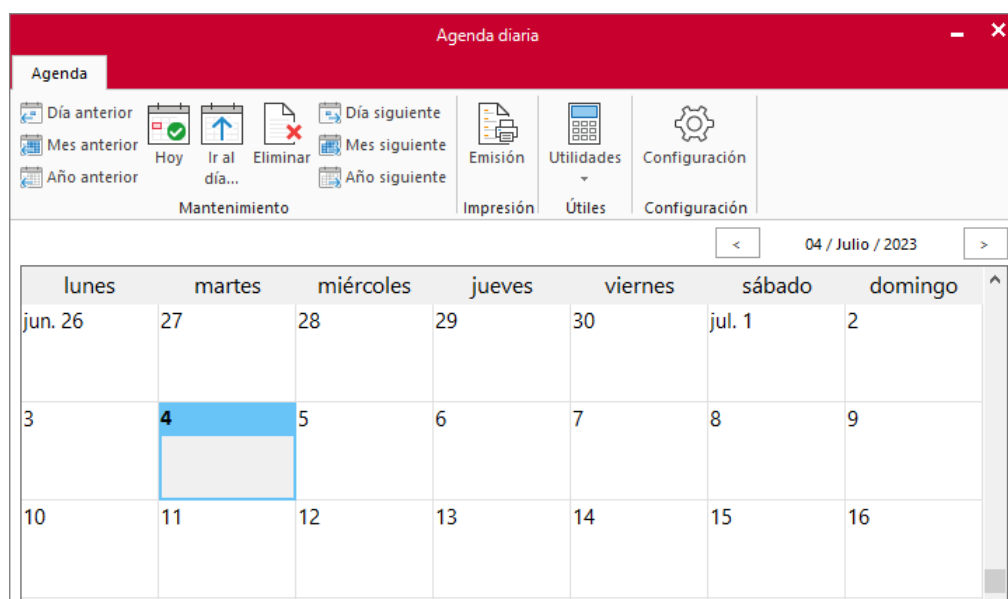 Agenda diaria
Agenda
Día anterior
Mes anterior
Año anterior
Hoy
Ir al
día...
Eliminar
Día siguiente
Mes siguiente
Año siguiente
Mantenimiento
Emisión
Impresión
Utilidades
Útiles
Configuración
Configuración
< 04 / Julio / 2023 >
lunes martes miércoles jueves viernes sábado domingo
jun. 26 27 28 29 30 jul. 1 2
3 4 5 6 7 8 9
10 11 12 13 14 15 16